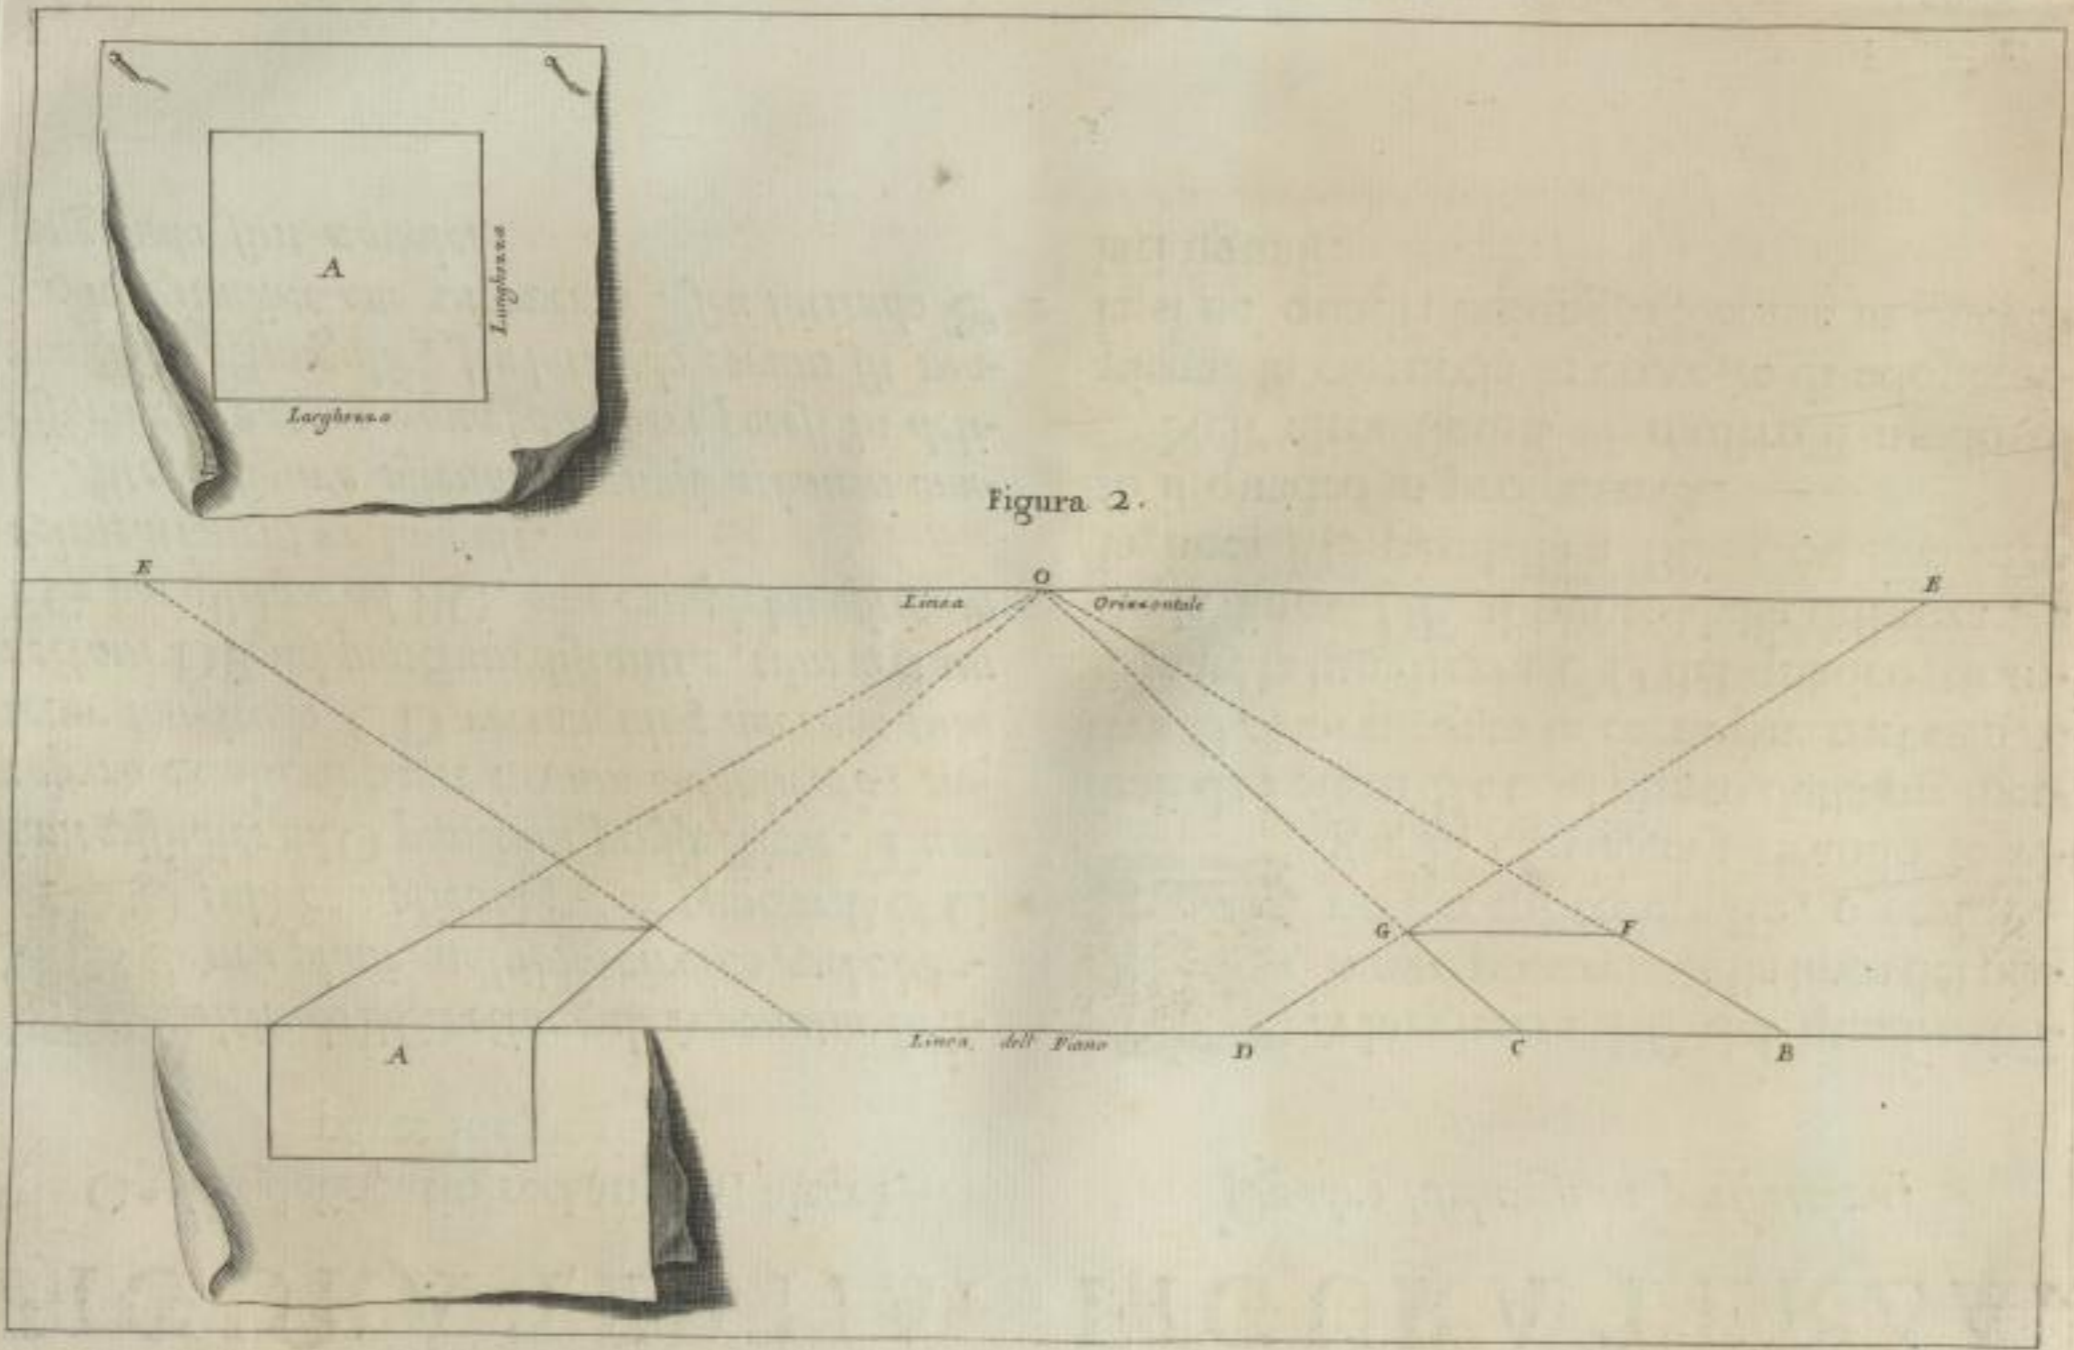 A
Lunghezza
Larghezza
Figura 2.
E
O
E
Linea Orizzontale
G
F
A
Linea dell' Piano
D
C
B